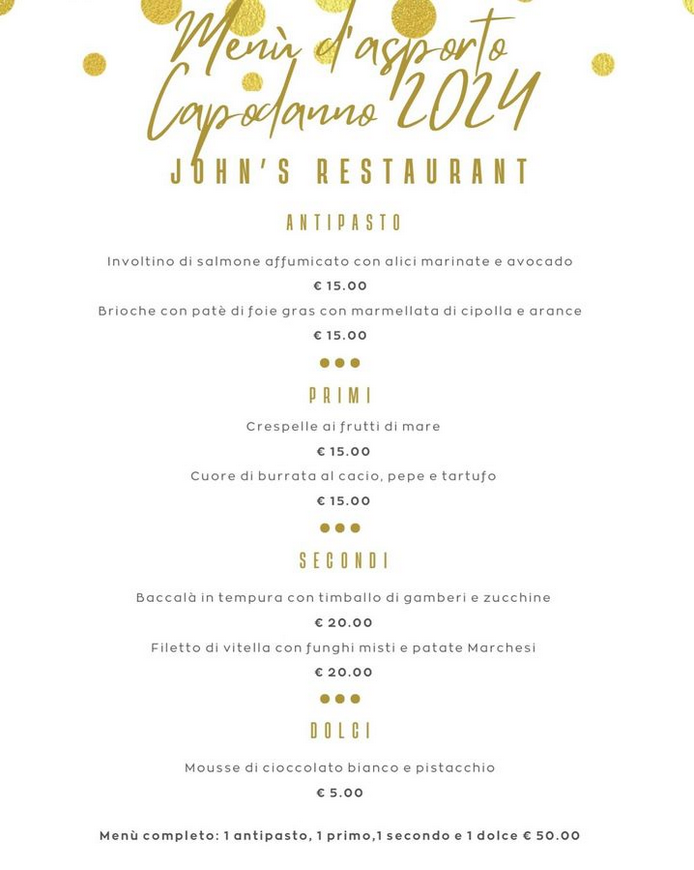 Menù d'asporto
Capodanno 2024
JOHN'S RESTAURANT
ANTIPASTO
Involtino di salmone affumicato con alici marinate e avocado
€ 15.00
Brioche con patè di foie gras con marmellata di cipolla e arance
€ 15.00
PRIMI
Crespelle ai frutti di mare
€ 15.00
Cuore di burrata al cacio, pepe e tartufo
€ 15.00
SECONDI
Baccalà in tempura con timballo di gamberi e zucchine
€ 20.00
Filetto di vitella con funghi misti e patate Marchesi
€ 20.00
DOLCI
Mousse di cioccolato bianco e pistacchio
€ 5.00
Menù completo: 1 antipasto, 1 primo,1 secondo e 1 dolce € 50.00